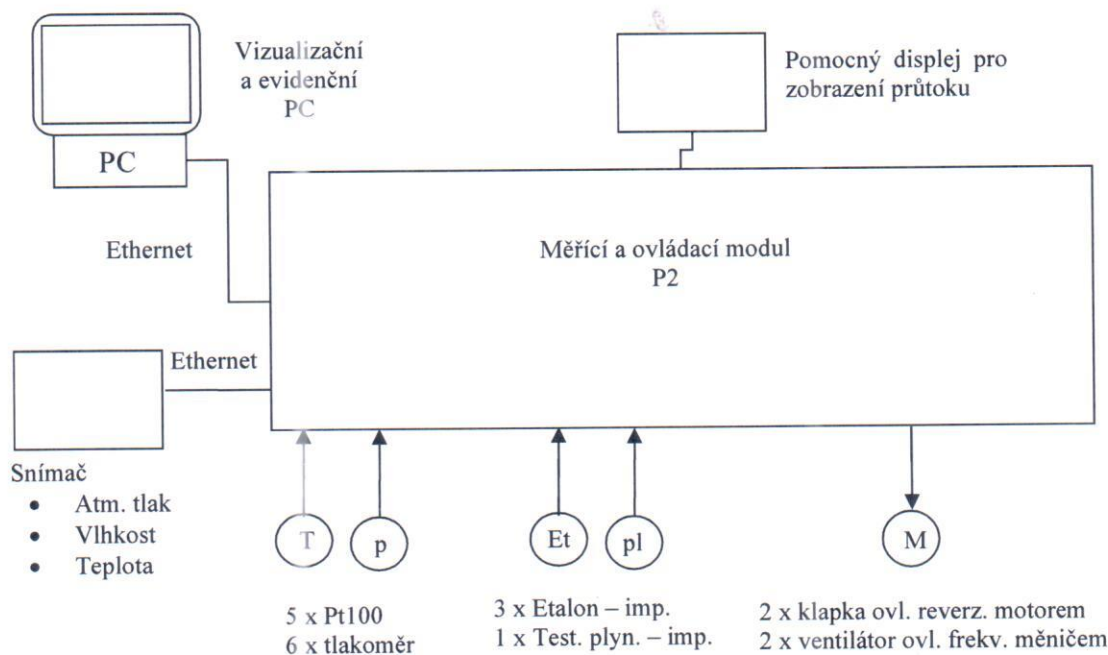 Vizualizační
a evidenční
PC
Pomocný displej pro
zobrazení průtoku
PC
Ethernet
Měřící a ovládací modul
P2
Ethernet
Snímač
• Atm. tlak
• Vlhkost
• Teplota
T
p
Et
pl
M
5 x Pt100
6 x tlakoměr
3 x Etalon – imp.
1 x Test. plyn. – imp.
2 x klapka ovl. reverz. motorem
2 x ventilátor ovl. frekv. měničem